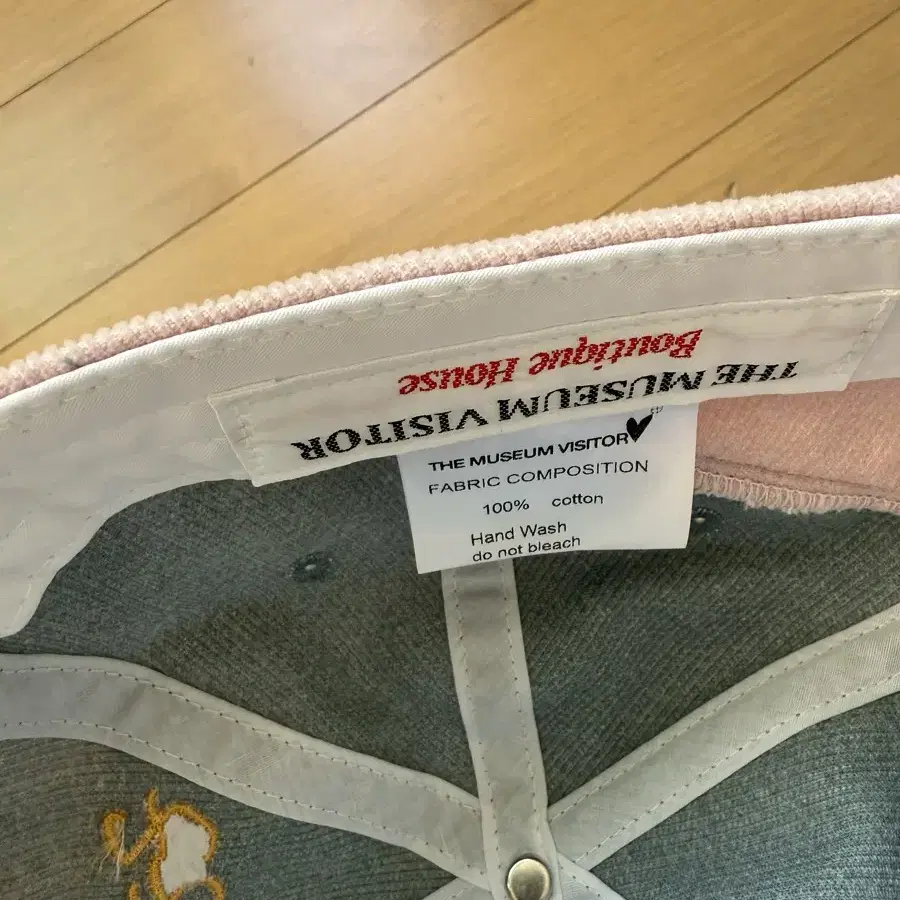 THE MUSEUM VISITOR
Boutique House
THE MUSEUM VISITOR
FABRIC COMPOSITION
100% cotton
Hand Wash
do not bleach